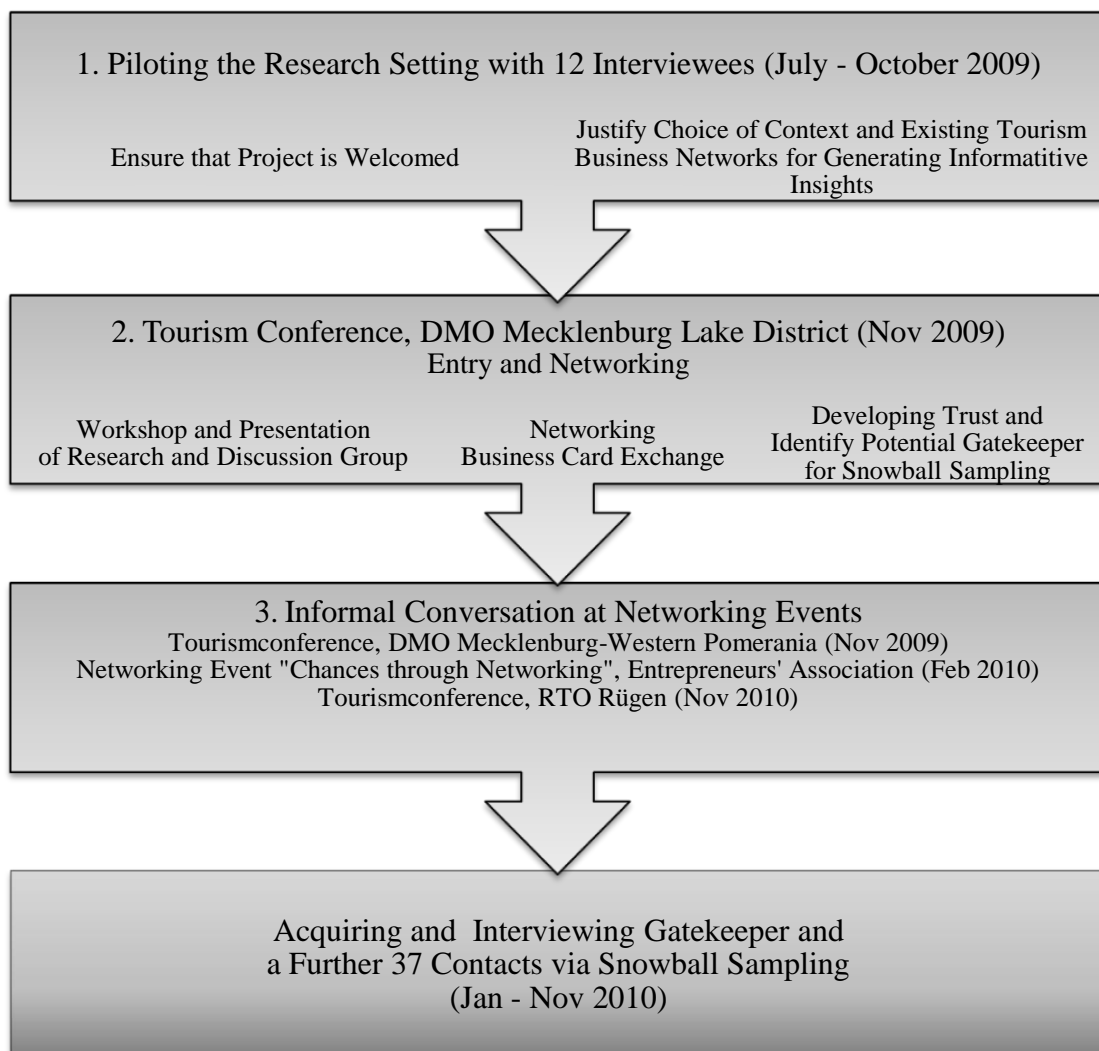 1. Piloting the Research Setting with 12 Interviewees (July - October 2009)
Ensure that Project is Welcomed
Justify Choice of Context and Existing Tourism
Business Networks for Generating Informatitive
Insights
2. Tourism Conference, DMO Mecklenburg Lake District (Nov 2009)
Entry and Networking
Workshop and Presentation
of Research and Discussion Group
Networking
Business Card Exchange
Developing Trust and
Identify Potential Gatekeeper
for Snowball Sampling
3. Informal Conversation at Networking Events
Tourismconference, DMO Mecklenburg-Western Pomerania (Nov 2009)
Networking Event "Chances through Networking", Entrepreneurs' Association (Feb 2010)
Tourismconference, RTO Rügen (Nov 2010)
Acquiring and Interviewing Gatekeeper and
a Further 37 Contacts via Snowball Sampling
(Jan - Nov 2010)